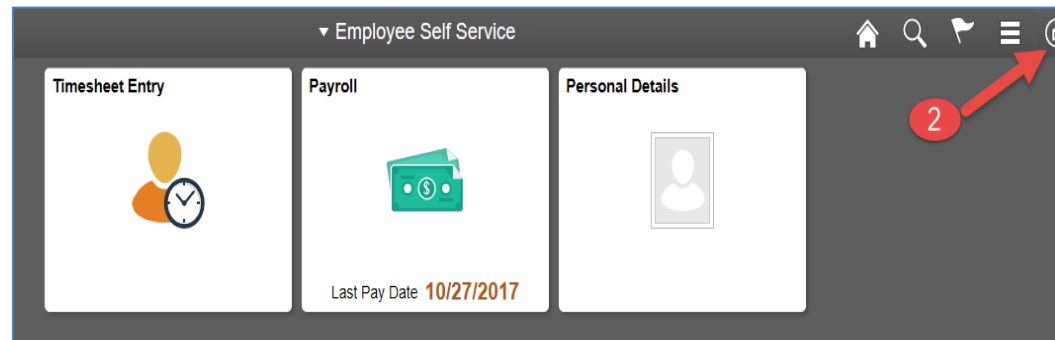 ▾ Employee Self Service
Timesheet Entry
Payroll
Personal Details
2
Last Pay Date 10/27/2017